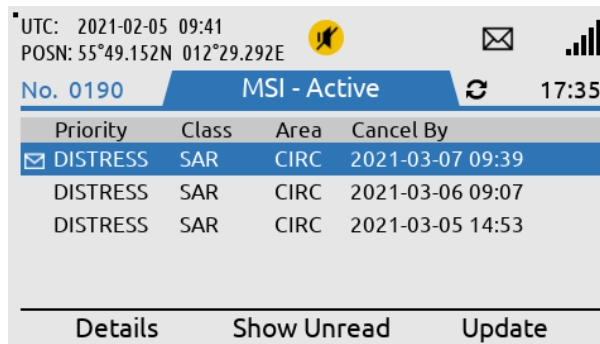 UTC: 2021-02-05 09:41
POSN: 55°49.152N 012°29.292E
No. 0190 MSI - Active 17:35
Priority Class Area Cancel By
DISTRESS SAR CIRC 2021-03-07 09:39
DISTRESS SAR CIRC 2021-03-06 09:07
DISTRESS SAR CIRC 2021-03-05 14:53
Details Show Unread Update